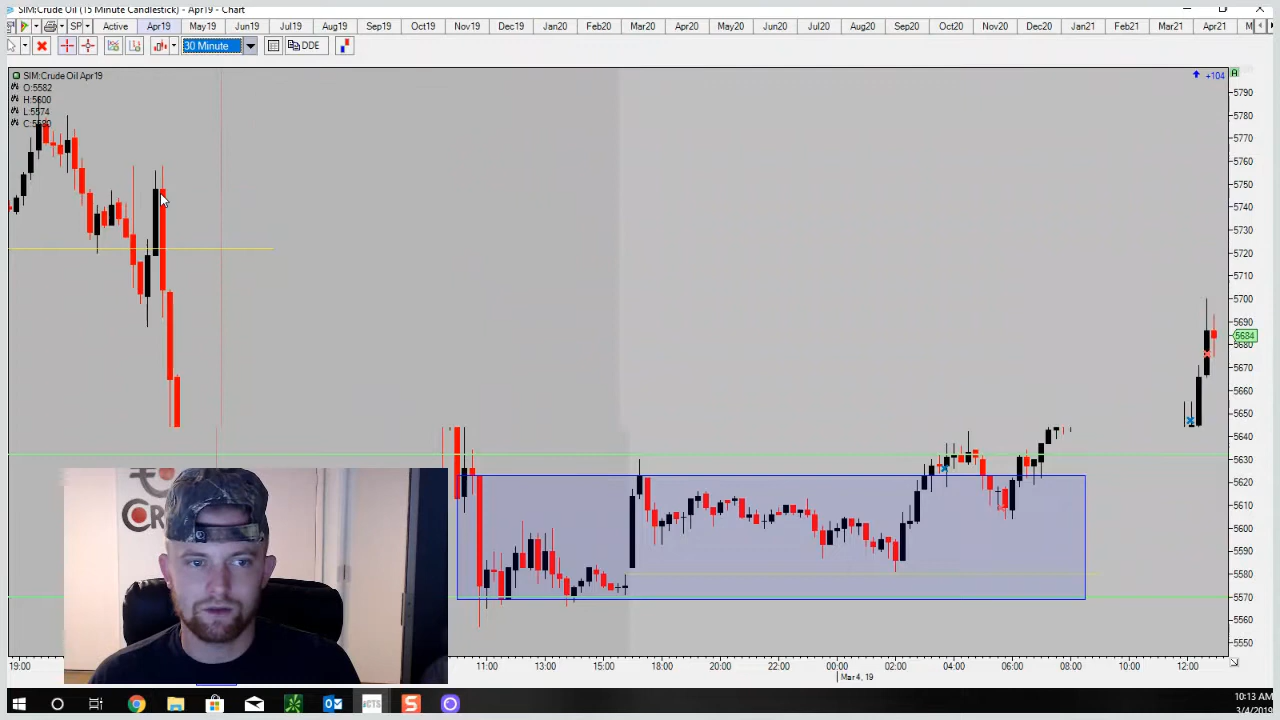 SIM:Crude Oil (15 Minute Candlestick) - Apr19) - Chart
SP Active Apr19 May19 Jun19 Jul19 Aug19 Sep19 Oct19 Nov19 Dec19 Jan20 Feb20 Mar20 Apr20 May20 Jun20 Jul20 Aug20 Sep20 Oct20 Nov20 Dec20 Jan21 Feb21 Mar21 Apr21 M
30 Minute DDE
SIM:Crude Oil Apr19
O:5582
H:5600
L:5574
C:5580
+104
A
5790
5780
5770
5760
5750
5740
5730
5720
5710
5700
5690
5684
5680
5670
5660
5650
5640
5630
5620
5610
5600
5590
5580
5570
5560
5550
19:00 11:00 13:00 15:00 18:00 20:00 22:00 00:00 02:00 04:00 06:00 08:00 10:00 12:00
Mar 4, 19
CTS
S
10:13 AM
3/4/2019